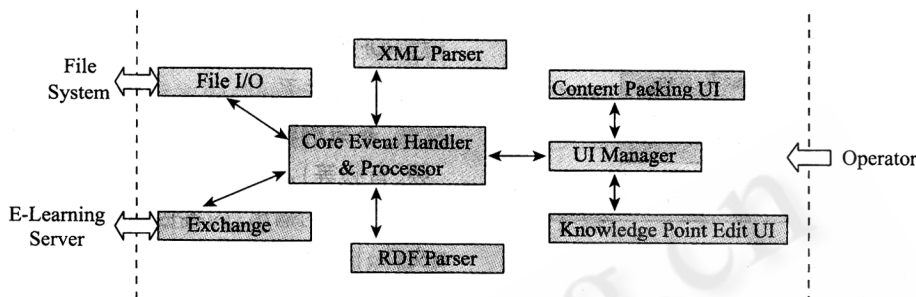 XML Parser
File
System
File I/O
Content Packing UI
Core Event Handler
& Processor
UI Manager
Operator
E-Learning
Server
Exchange
Knowledge Point Edit UI
RDF Parser